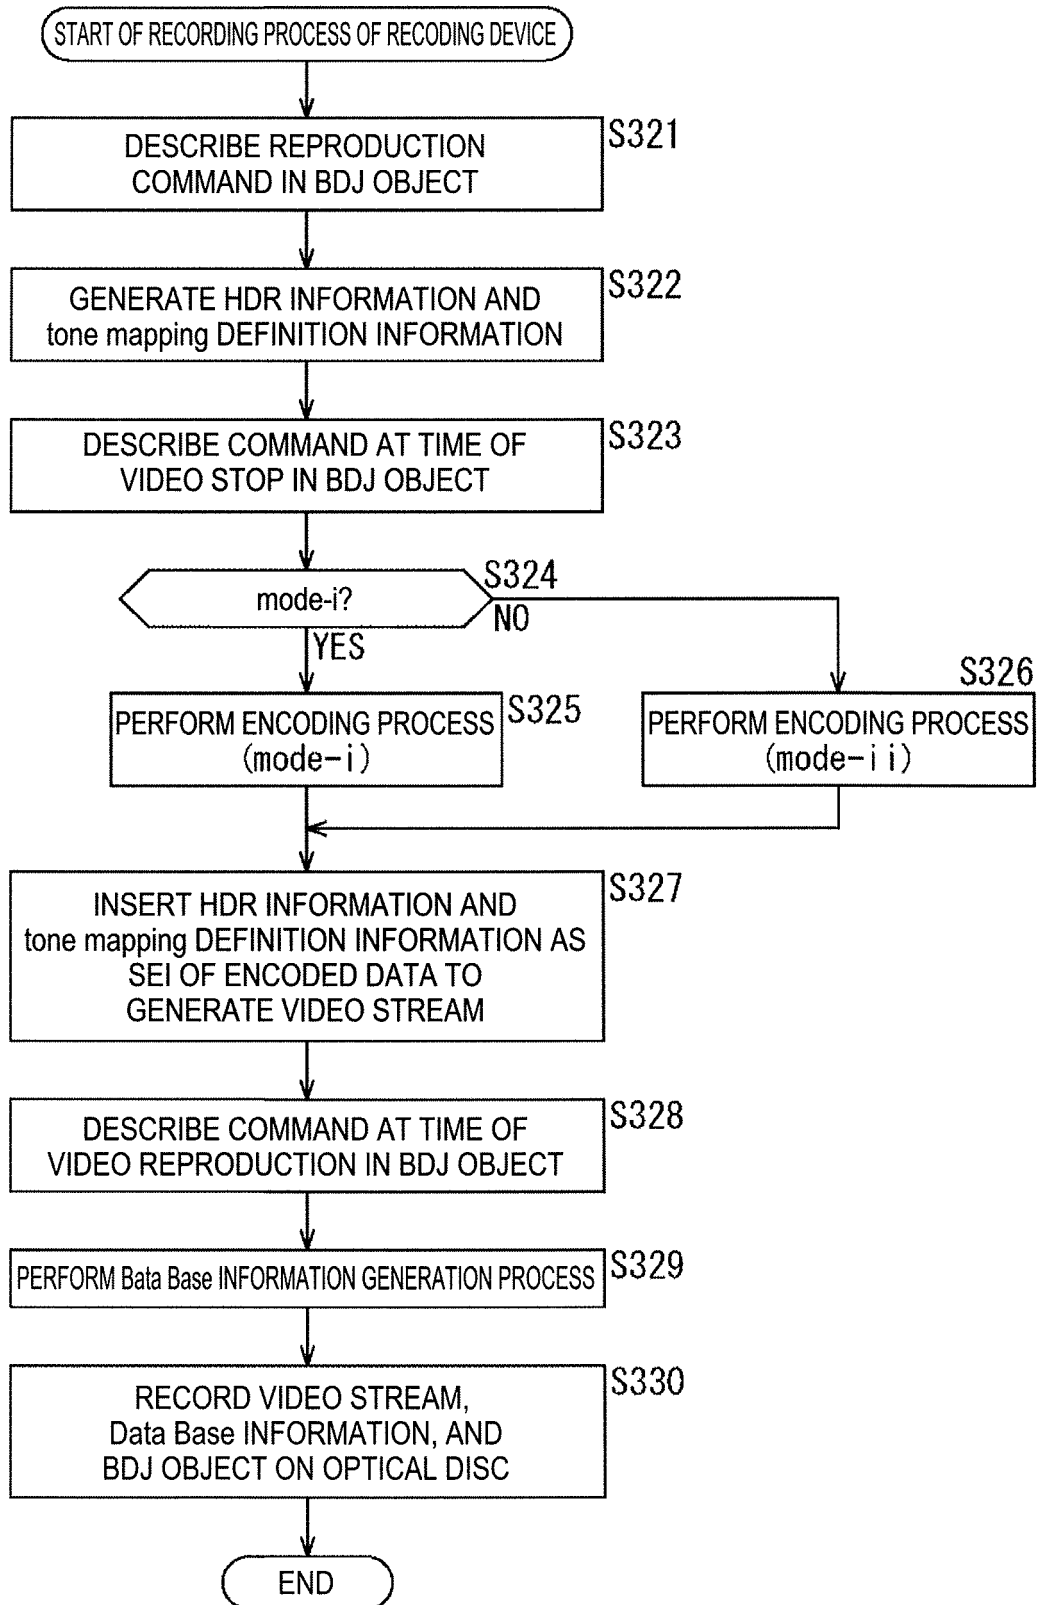 START OF RECORDING PROCESS OF RECODING DEVICE
S321
DESCRIBE REPRODUCTION
COMMAND IN BDJ OBJECT
S322
GENERATE HDR INFORMATION AND
tone mapping DEFINITION INFORMATION
S323
DESCRIBE COMMAND AT TIME OF
VIDEO STOP IN BDJ OBJECT
S324
mode-i?
NO
YES
S325
PERFORM ENCODING PROCESS
(mode-i)
S326
PERFORM ENCODING PROCESS
(mode-ii)
S327
INSERT HDR INFORMATION AND
tone mapping DEFINITION INFORMATION AS
SEI OF ENCODED DATA TO
GENERATE VIDEO STREAM
S328
DESCRIBE COMMAND AT TIME OF
VIDEO REPRODUCTION IN BDJ OBJECT
S329
PERFORM Bata Base INFORMATION GENERATION PROCESS
S330
RECORD VIDEO STREAM,
Data Base INFORMATION, AND
BDJ OBJECT ON OPTICAL DISC
END